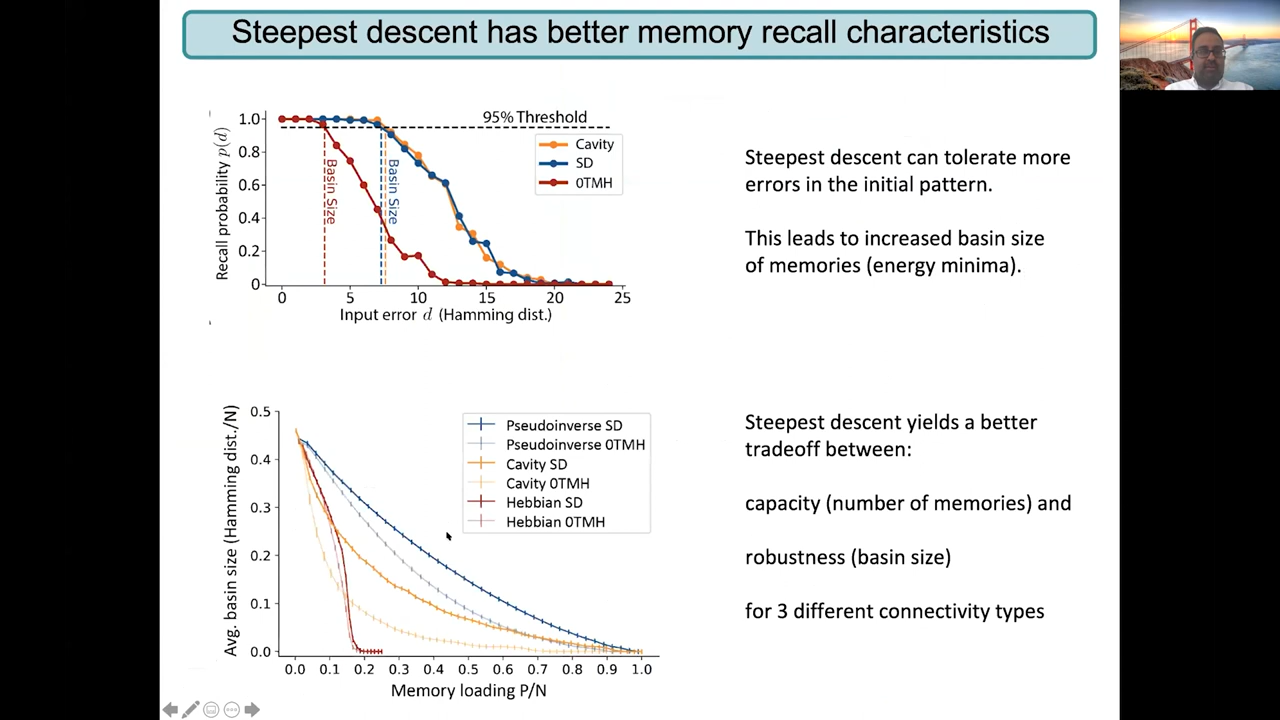 Steepest descent has better memory recall characteristics
1.0
0.8
0.6
0.4
0.2
0
Recall probability p(d)
95% Threshold
Cavity
SD
0TMH
Basin Size
Basin Size
0
5
10
15
20
25
Input error d (Hamming dist.)
Steepest descent can tolerate more
errors in the initial pattern.
This leads to increased basin size
of memories (energy minima).
0.5
0.4
0.3
0.2
0.1
0.0
Avg. basin size (Hamming dist./N)
Pseudoinverse SD
Pseudoinverse 0TMH
Cavity SD
Cavity 0TMH
Hebbian SD
Hebbian 0TMH
0.0
0.1
0.2
0.3
0.4
0.5
0.6
0.7
0.8
0.9
1.0
Memory loading P/N
Steepest descent yields a better
tradeoff between:
capacity (number of memories) and
robustness (basin size)
for 3 different connectivity types